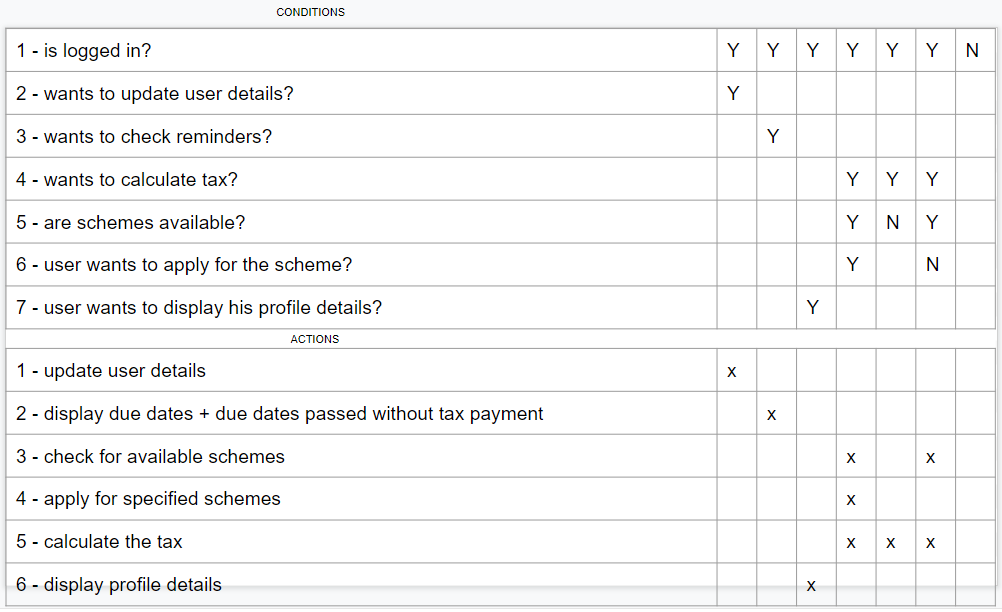 CONDITIONS
1 - is logged in? Y Y Y Y Y Y N
2 - wants to update user details? Y
3 - wants to check reminders? Y
4 - wants to calculate tax? Y Y Y
5 - are schemes available? Y N Y
6 - user wants to apply for the scheme? Y N
7 - user wants to display his profile details? Y
ACTIONS
1 - update user details x
2 - display due dates + due dates passed without tax payment x
3 - check for available schemes x x
4 - apply for specified schemes x
5 - calculate the tax x x x
6 - display profile details x